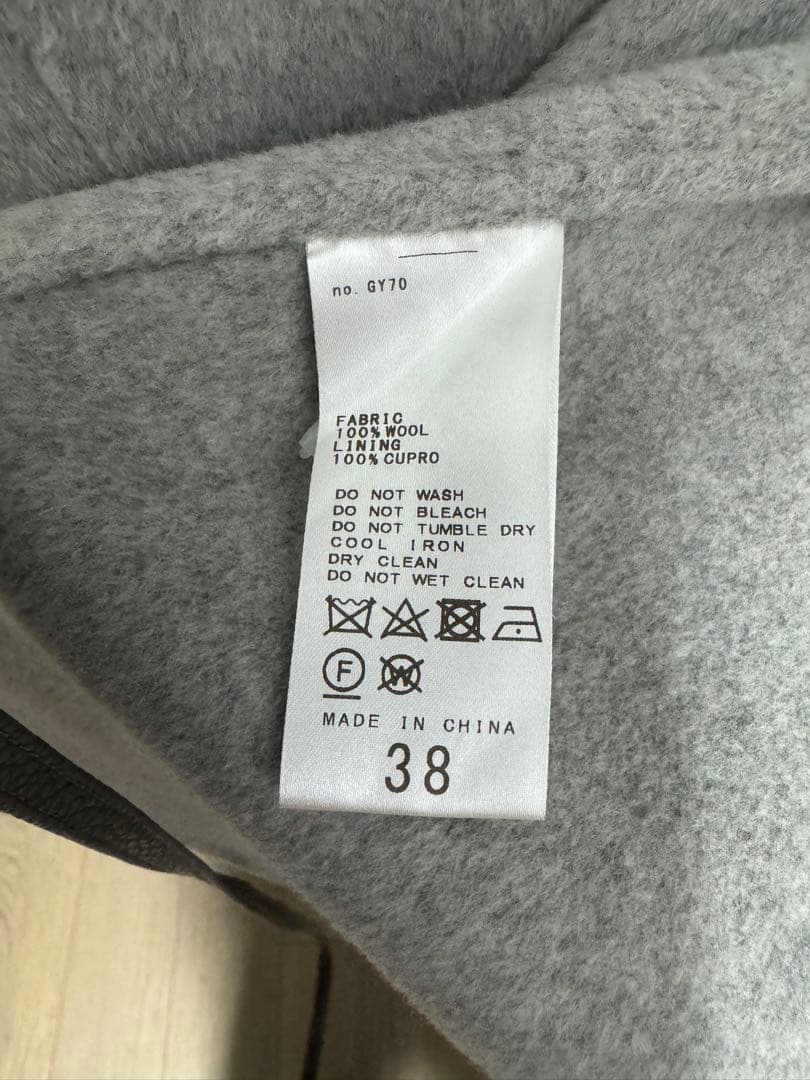 no. GY70
FABRIC
100% WOOL
LINING
100% CUPRO
DO NOT WASH
DO NOT BLEACH
DO NOT TUMBLE DRY
COOL IRON
DRY CLEAN
DO NOT WET CLEAN
F W
MADE IN CHINA
38